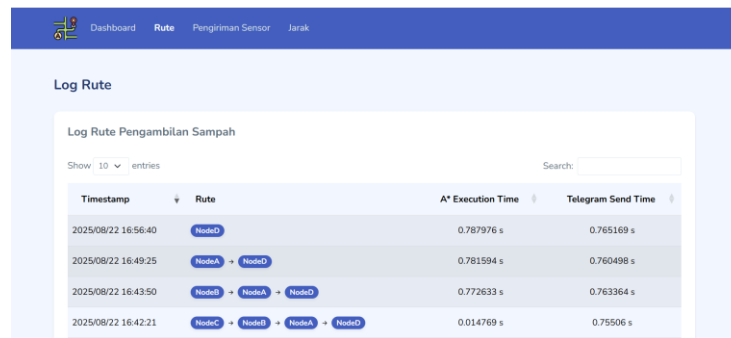 Dashboard Rute Pengiriman Sensor Jarak
Log Rute
Log Rute Pengambilan Sampah
Show 10 entries Search:
Timestamp Rute A* Execution Time Telegram Send Time
2025/08/22 16:56:40 NodeD 0.787976 s 0.765169 s
2025/08/22 16:49:25 NodeA → NodeD 0.781594 s 0.760498 s
2025/08/22 16:43:50 NodeB → NodeA → NodeD 0.772633 s 0.763364 s
2025/08/22 16:42:21 NodeC → NodeB → NodeA → NodeD 0.014769 s 0.75506 s